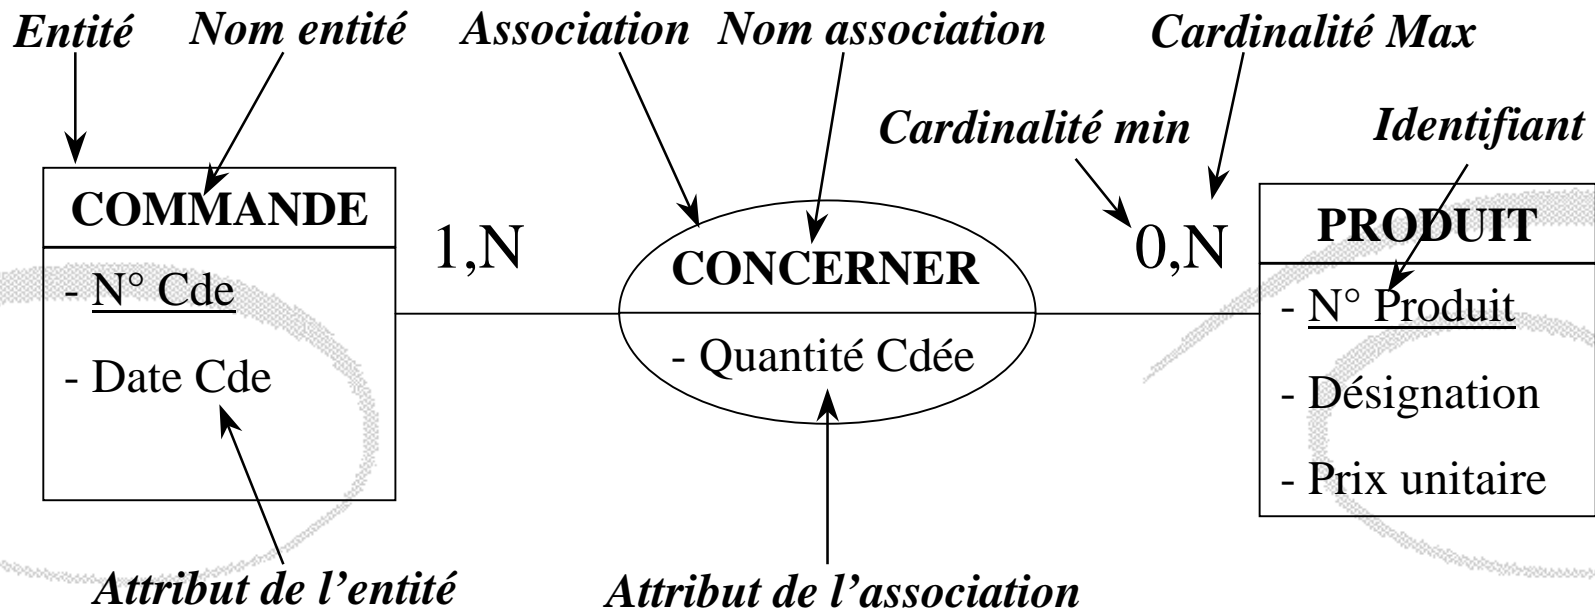 Entité Nom entité Association Nom association Cardinalité Max
Cardinalité min Identifiant
COMMANDE
- N° Cde
- Date Cde
1,N
CONCERNER
- Quantité Cdée
0,N
PRODUIT
- N° Produit
- Désignation
- Prix unitaire
Attribut de l’entité Attribut de l’association